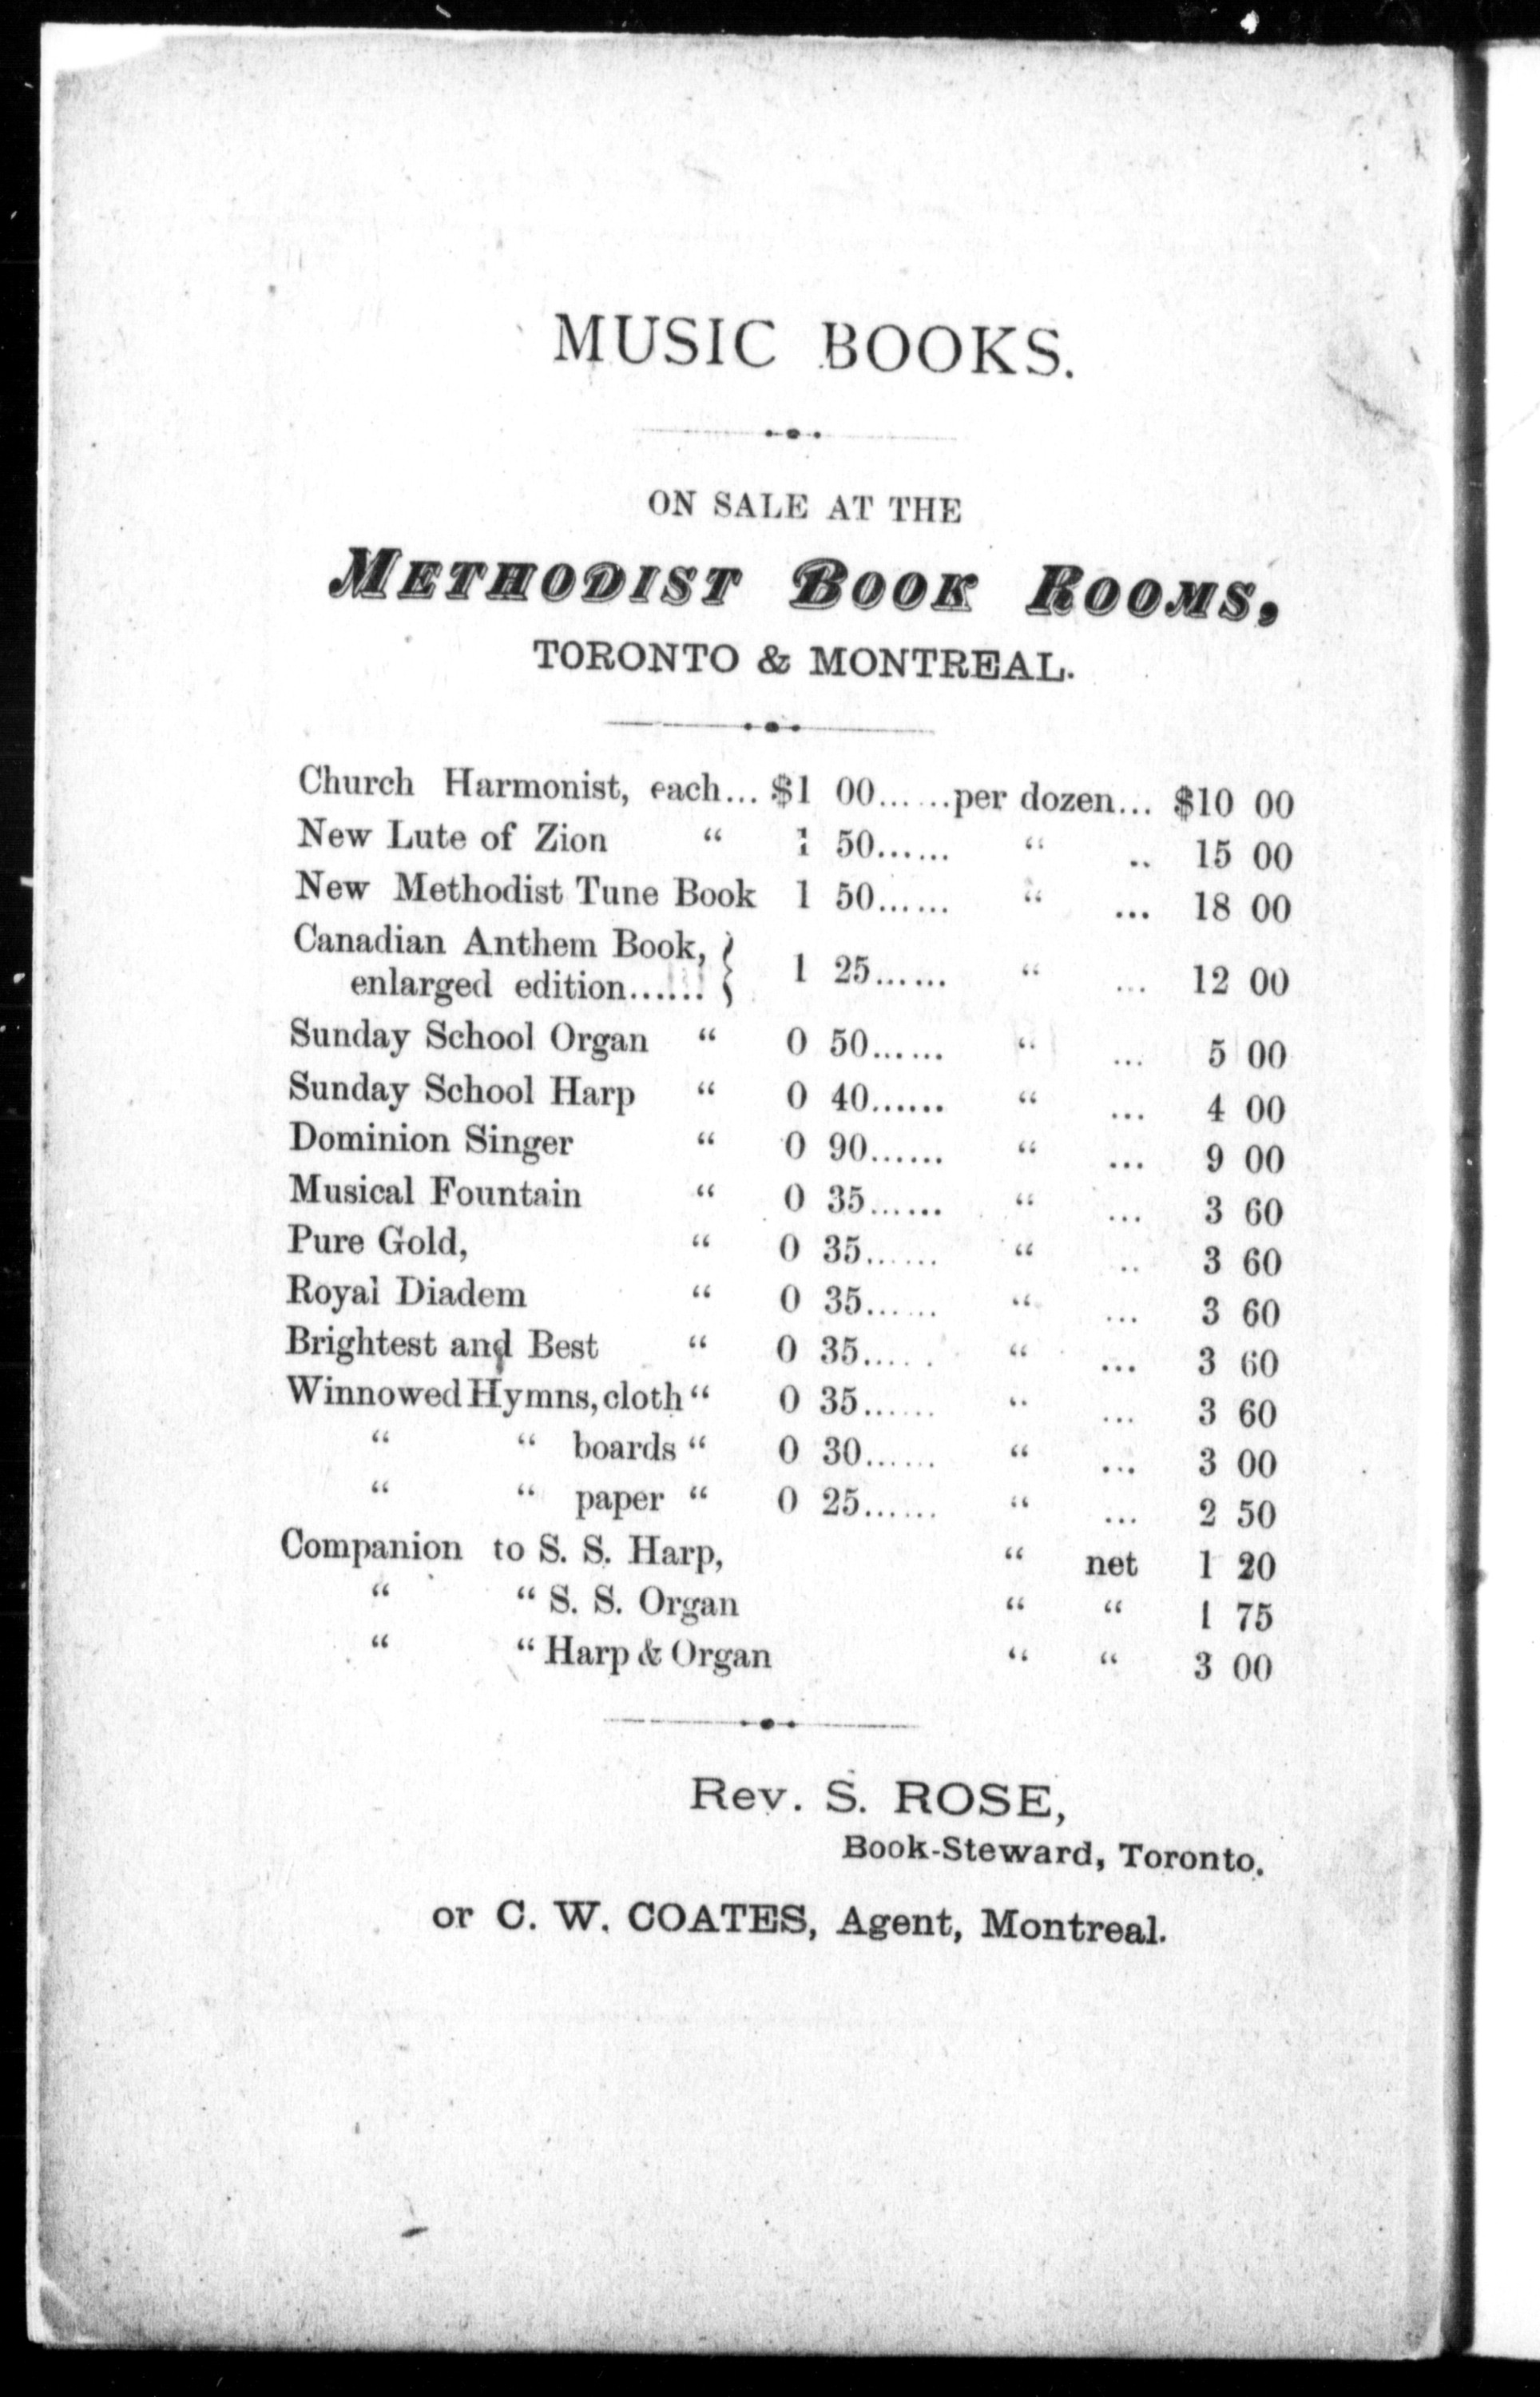 MUSIC BOOKS.
ON SALE AT THE
METHODIST BOOK ROOMS,
TORONTO & MONTREAL.
Church Harmonist, each... $1 00......per dozen... $10 00
New Lute of Zion “ 1 50...... “ .. 15 00
New Methodist Tune Book 1 50...... “ ... 18 00
Canadian Anthem Book,
enlarged edition...... } 1 25...... “ ... 12 00
Sunday School Organ “ 0 50...... “ ... 5 00
Sunday School Harp “ 0 40...... “ ... 4 00
Dominion Singer “ 0 90...... “ ... 9 00
Musical Fountain “ 0 35...... “ ... 3 60
Pure Gold, “ 0 35...... “ .. 3 60
Royal Diadem “ 0 35...... “ ... 3 60
Brightest and Best “ 0 35..... . “ ... 3 60
Winnowed Hymns, cloth “ 0 35...... “ ... 3 60
“ “ boards “ 0 30...... “ ... 3 00
“ “ paper “ 0 25...... “ ... 2 50
Companion to S. S. Harp, “ net 1 20
“ “ S. S. Organ “ “ 1 75
“ “ Harp & Organ “ “ 3 00
Rev. S. ROSE,
Book-Steward, Toronto.
or C. W. COATES, Agent, Montreal.